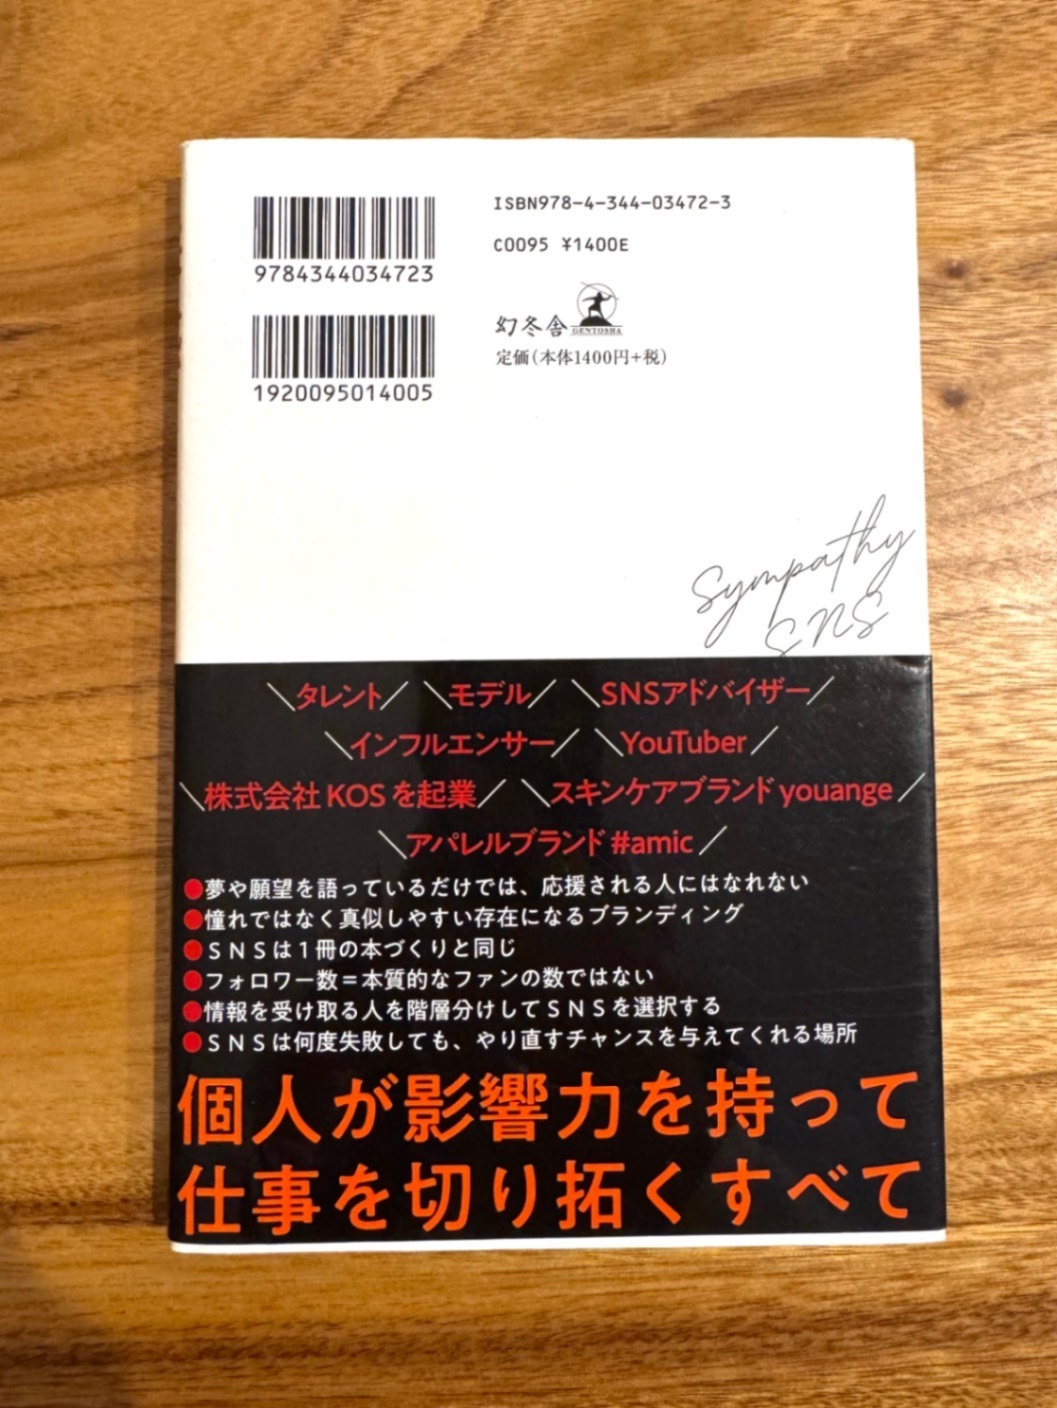 ISBN978-4-344-03472-3
C0095 ¥1400E
9784344034723
幻冬舎
GENTOSHA
定価(本体1400円+税)
1920095014005
Sympathy
SNS
＼タレント／ ＼モデル／ ＼SNSアドバイザー／
＼インフルエンサー／ ＼YouTuber／
＼株式会社KOSを起業／ ＼スキンケアブランドyouange／
＼アパレルブランド#amic／
●夢や願望を語っているだけでは、応援される人にはなれない
●憧れではなく真似しやすい存在になるブランディング
●ＳＮＳは１冊の本づくりと同じ
●フォロワー数＝本質的なファンの数ではない
●情報を受け取る人を階層分けしてＳＮＳを選択する
●ＳＮＳは何度失敗しても、やり直すチャンスを与えてくれる場所
個人が影響力を持って
仕事を切り拓くすべて